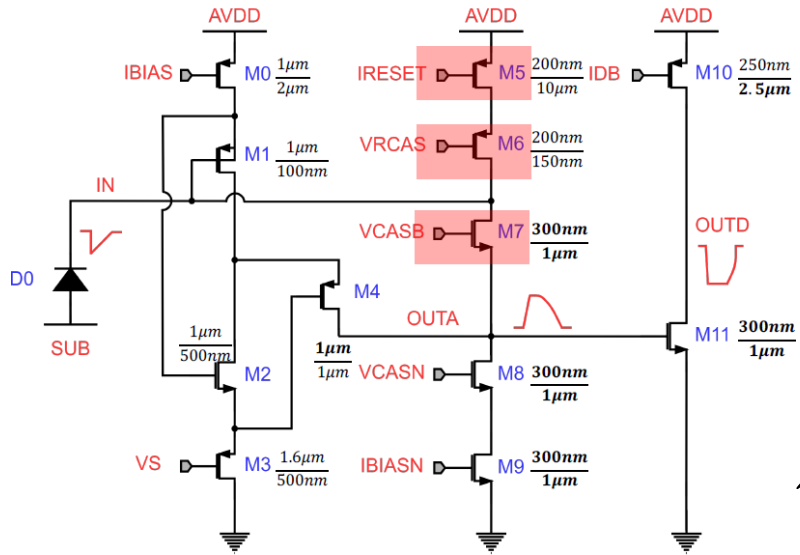 AVDD AVDD AVDD
IBIAS M0 1μm/2μm IRESET M5 200nm/10μm IDB M10 250nm/2.5μm
M1 1μm/100nm VRCAS M6 200nm/150nm
IN
VCASB M7 300nm/1μm OUTD
D0 M4
OUTA
SUB 1μm/500nm 1μm/1μm M11 300nm/1μm
M2 VCASN M8 300nm/1μm
VS M3 1.6μm/500nm IBIASN M9 300nm/1μm